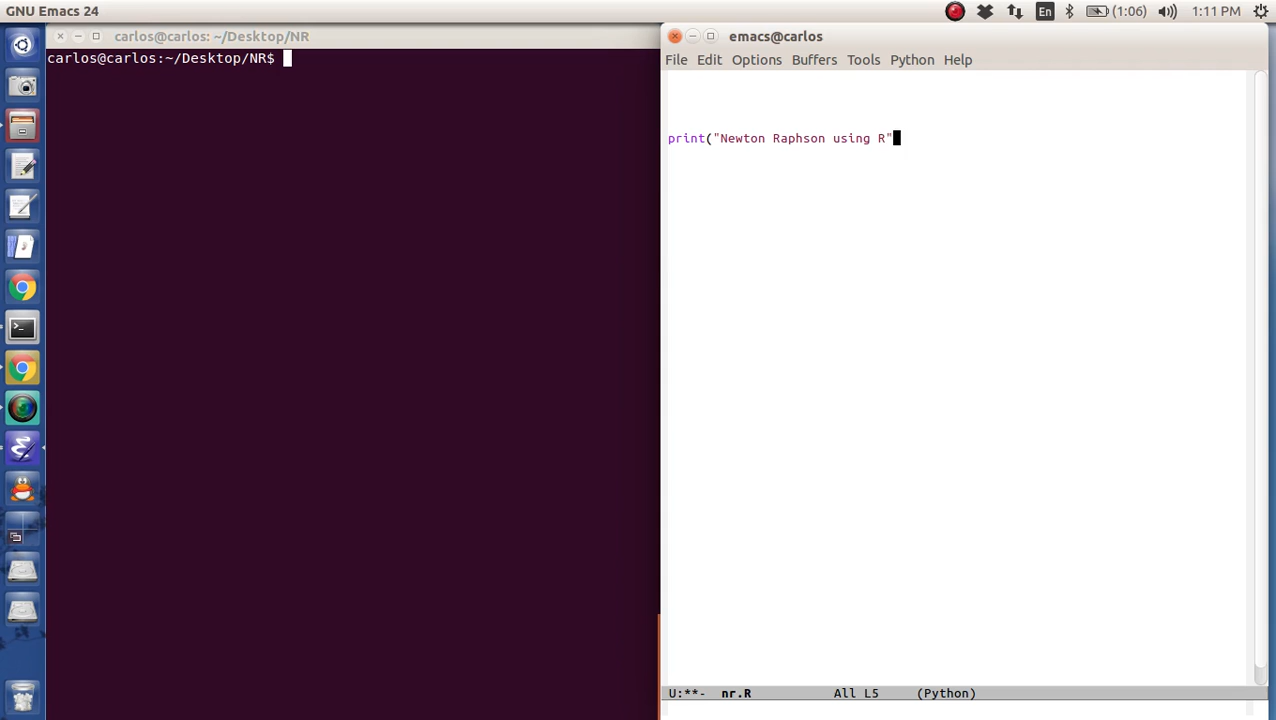 GNU Emacs 24
En
(1:06)
1:11 PM
carlos@carlos: ~/Desktop/NR
carlos@carlos:~/Desktop/NR$
emacs@carlos
File Edit Options Buffers Tools Python Help
print("Newton Raphson using R"
U:**- nr.R All L5 (Python)